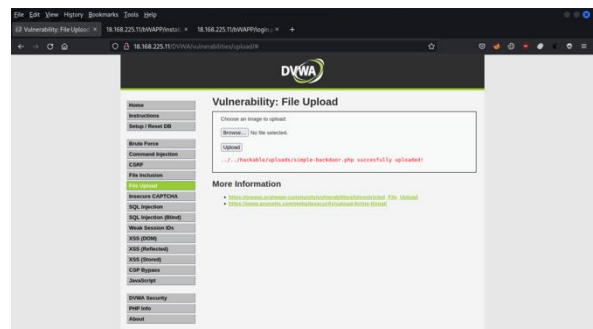 File Edit View History Bookmarks Tools Help
Vulnerability: File Upload × 18.168.225.11/bWAPP/install. × 18.168.225.11/bWAPP/login.p × +
18.168.225.11/DVWA/vulnerabilities/upload/#
DVWA
Home
Instructions
Setup / Reset DB
Brute Force
Command Injection
CSRF
File Inclusion
File Upload
Insecure CAPTCHA
SQL Injection
SQL Injection (Blind)
Weak Session IDs
XSS (DOM)
XSS (Reflected)
XSS (Stored)
CSP Bypass
JavaScript
DVWA Security
PHP Info
About
Vulnerability: File Upload
Choose an image to upload:
Browse... No file selected.
Upload
../../hackable/uploads/simple-backdoor.php succesfully uploaded!
More Information